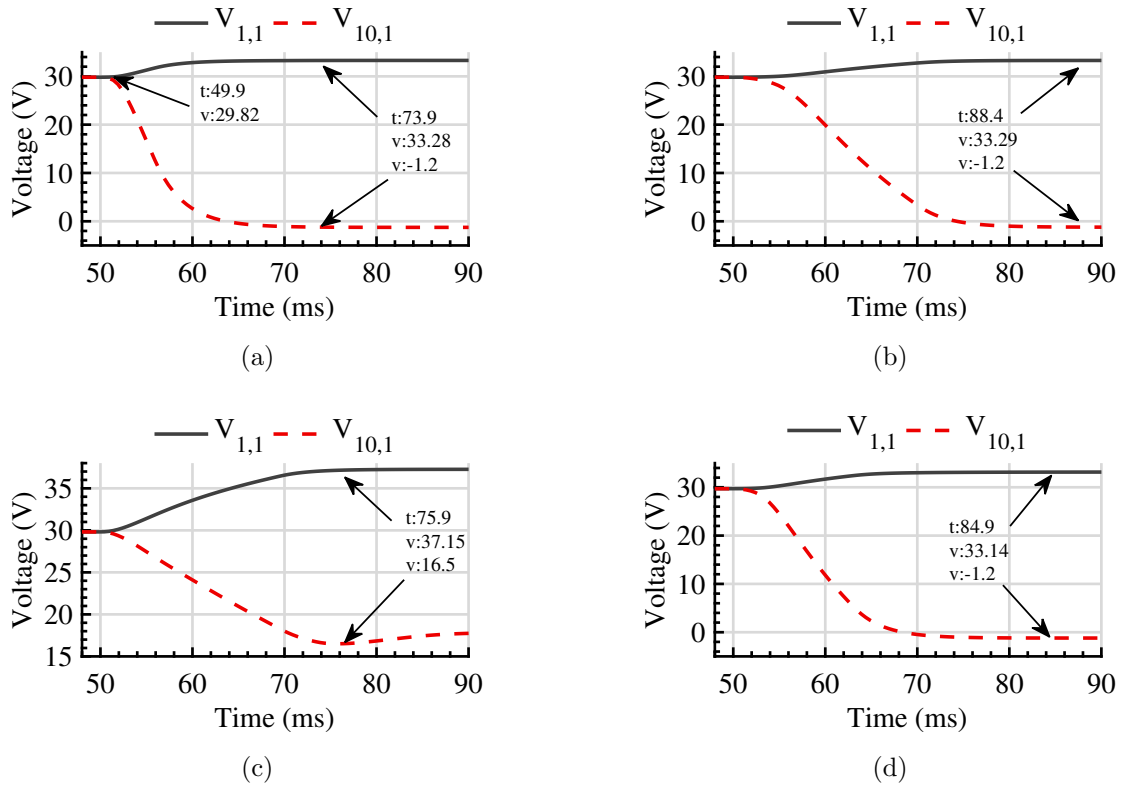 V1,1 V10,1
Voltage (V)
30
20
10
0
t:49.9
v:29.82
t:73.9
v:33.28
v:-1.2
50 60 70 80 90
Time (ms)
(a)
V1,1 V10,1
Voltage (V)
30
20
10
0
t:88.4
v:33.29
v:-1.2
50 60 70 80 90
Time (ms)
(b)
V1,1 V10,1
Voltage (V)
35
30
25
20
15
t:75.9
v:37.15
v:16.5
50 60 70 80 90
Time (ms)
(c)
V1,1 V10,1
Voltage (V)
30
20
10
0
t:84.9
v:33.14
v:-1.2
50 60 70 80 90
Time (ms)
(d)